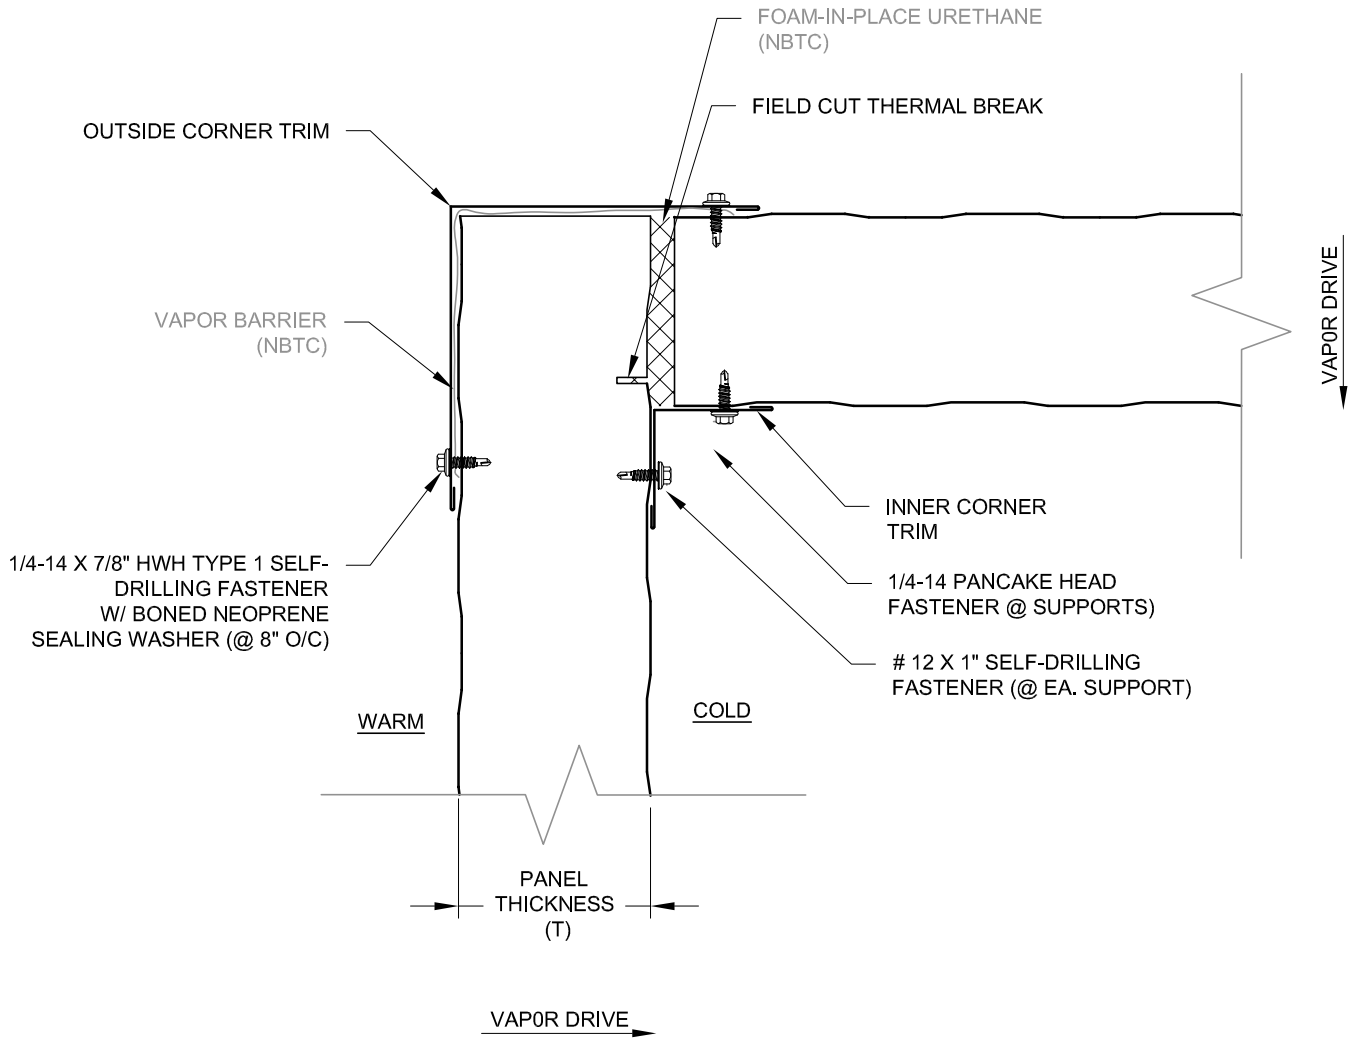 FOAM-IN-PLACE URETHANE
(NBTC)
FIELD CUT THERMAL BREAK
OUTSIDE CORNER TRIM
VAPOR BARRIER
(NBTC)
VAP0R DRIVE
INNER CORNER
TRIM
1/4-14 X 7/8" HWH TYPE 1 SELF-
DRILLING FASTENER
W/ BONED NEOPRENE
SEALING WASHER (@ 8" O/C)
1/4-14 PANCAKE HEAD
FASTENER @ SUPPORTS)
# 12 X 1" SELF-DRILLING
FASTENER (@ EA. SUPPORT)
WARM
COLD
PANEL
THICKNESS
(T)
VAP0R DRIVE